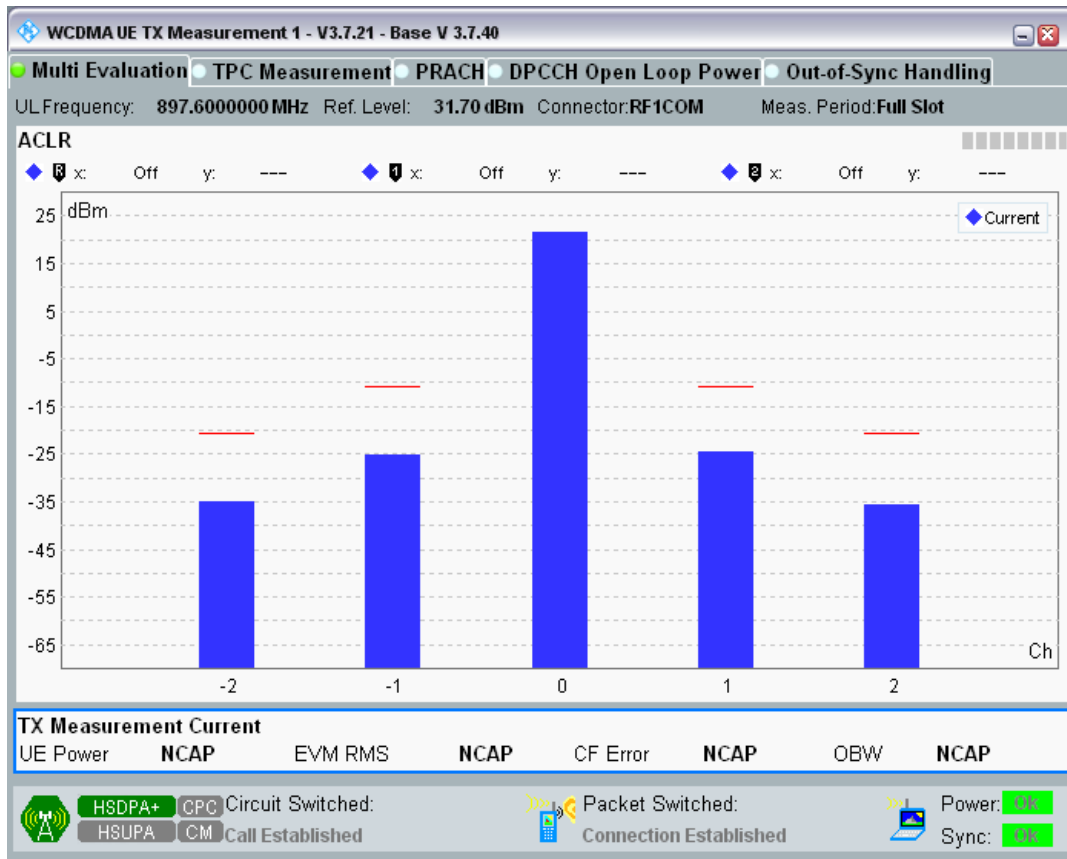 WCDMA UE TX Measurement 1 - V3.7.21 - Base V 3.7.40
Multi Evaluation TPC Measurement PRACH DPCCH Open Loop Power Out-of-Sync Handling
UL Frequency: 897.6000000 MHz Ref. Level: 31.70 dBm Connector:RF1COM Meas. Period:Full Slot
ACLR
R x: Off y: --- 1 x: Off y: --- 2 x: Off y: ---
25 dBm Current
15
5
-5
-15
-25
-35
-45
-55
-65 Ch
-2 -1 0 1 2
TX Measurement Current
UE Power NCAP EVM RMS NCAP CF Error NCAP OBW NCAP
HSDPA+ CPC Circuit Switched: Packet Switched: Power: Ok
HSUPA CM Call Established Connection Established Sync: Ok